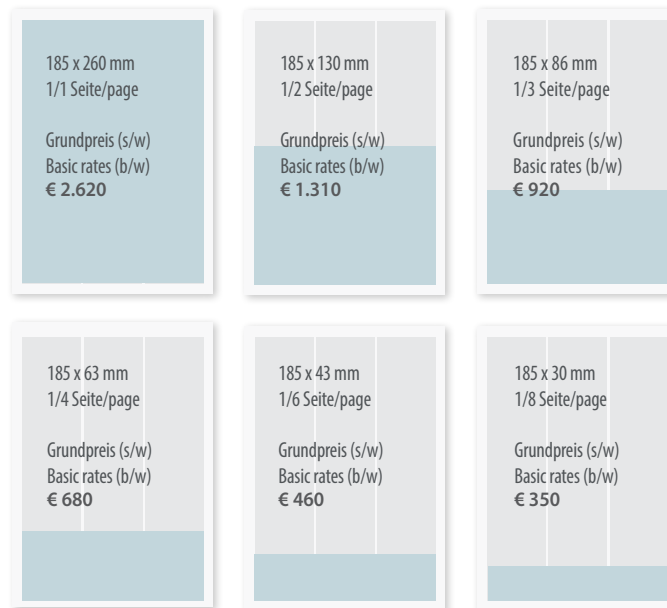 185 x 260 mm
1/1 Seite/page
Grundpreis (s/w)
Basic rates (b/w)
€ 2.620
185 x 130 mm
1/2 Seite/page
Grundpreis (s/w)
Basic rates (b/w)
€ 1.310
185 x 86 mm
1/3 Seite/page
Grundpreis (s/w)
Basic rates (b/w)
€ 920
185 x 63 mm
1/4 Seite/page
Grundpreis (s/w)
Basic rates (b/w)
€ 680
185 x 43 mm
1/6 Seite/page
Grundpreis (s/w)
Basic rates (b/w)
€ 460
185 x 30 mm
1/8 Seite/page
Grundpreis (s/w)
Basic rates (b/w)
€ 350